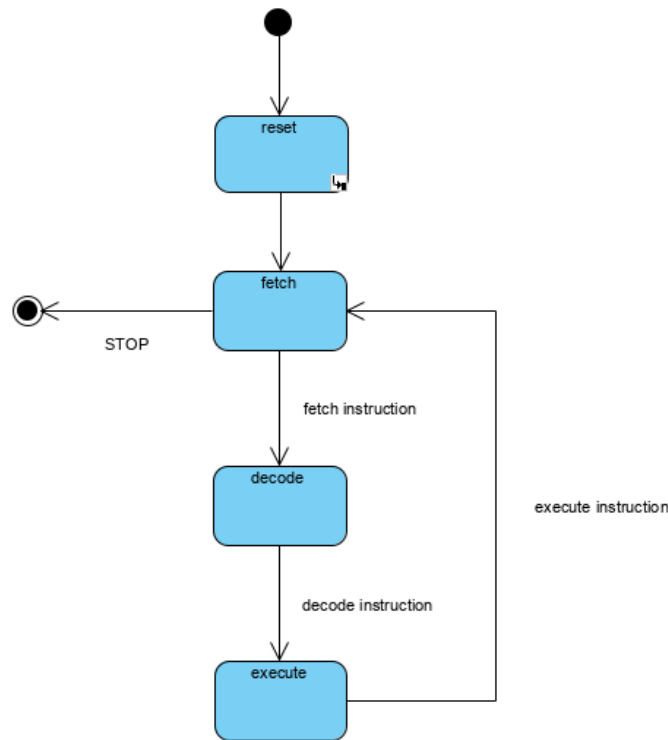 reset
fetch
STOP
fetch instruction
decode
execute instruction
decode instruction
execute